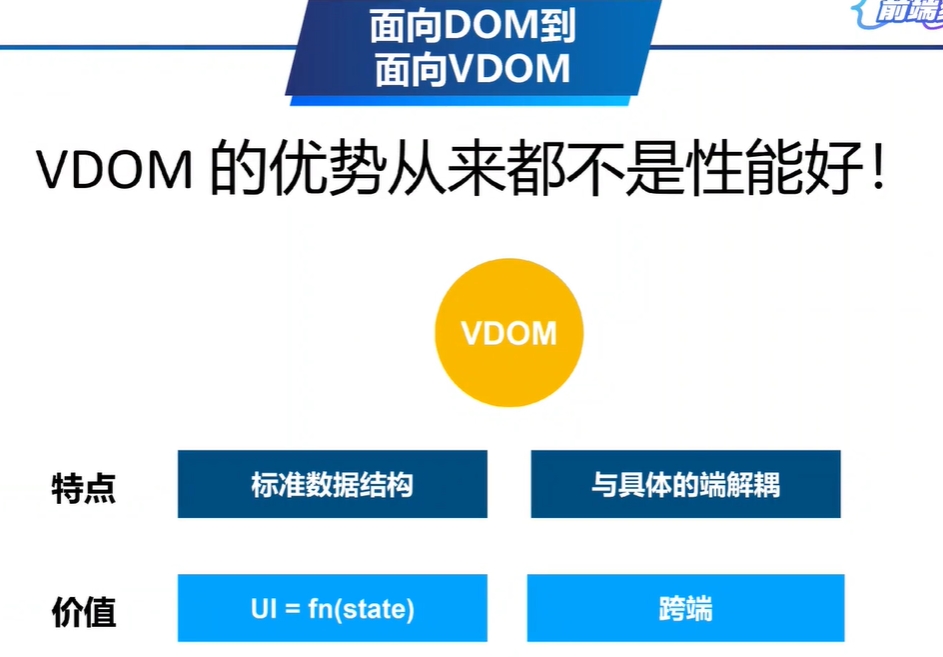 面向DOM到
面向VDOM
前端
VDOM 的优势从来都不是性能好！
VDOM
特点
标准数据结构
与具体的端解耦
价值
UI = fn(state)
跨端